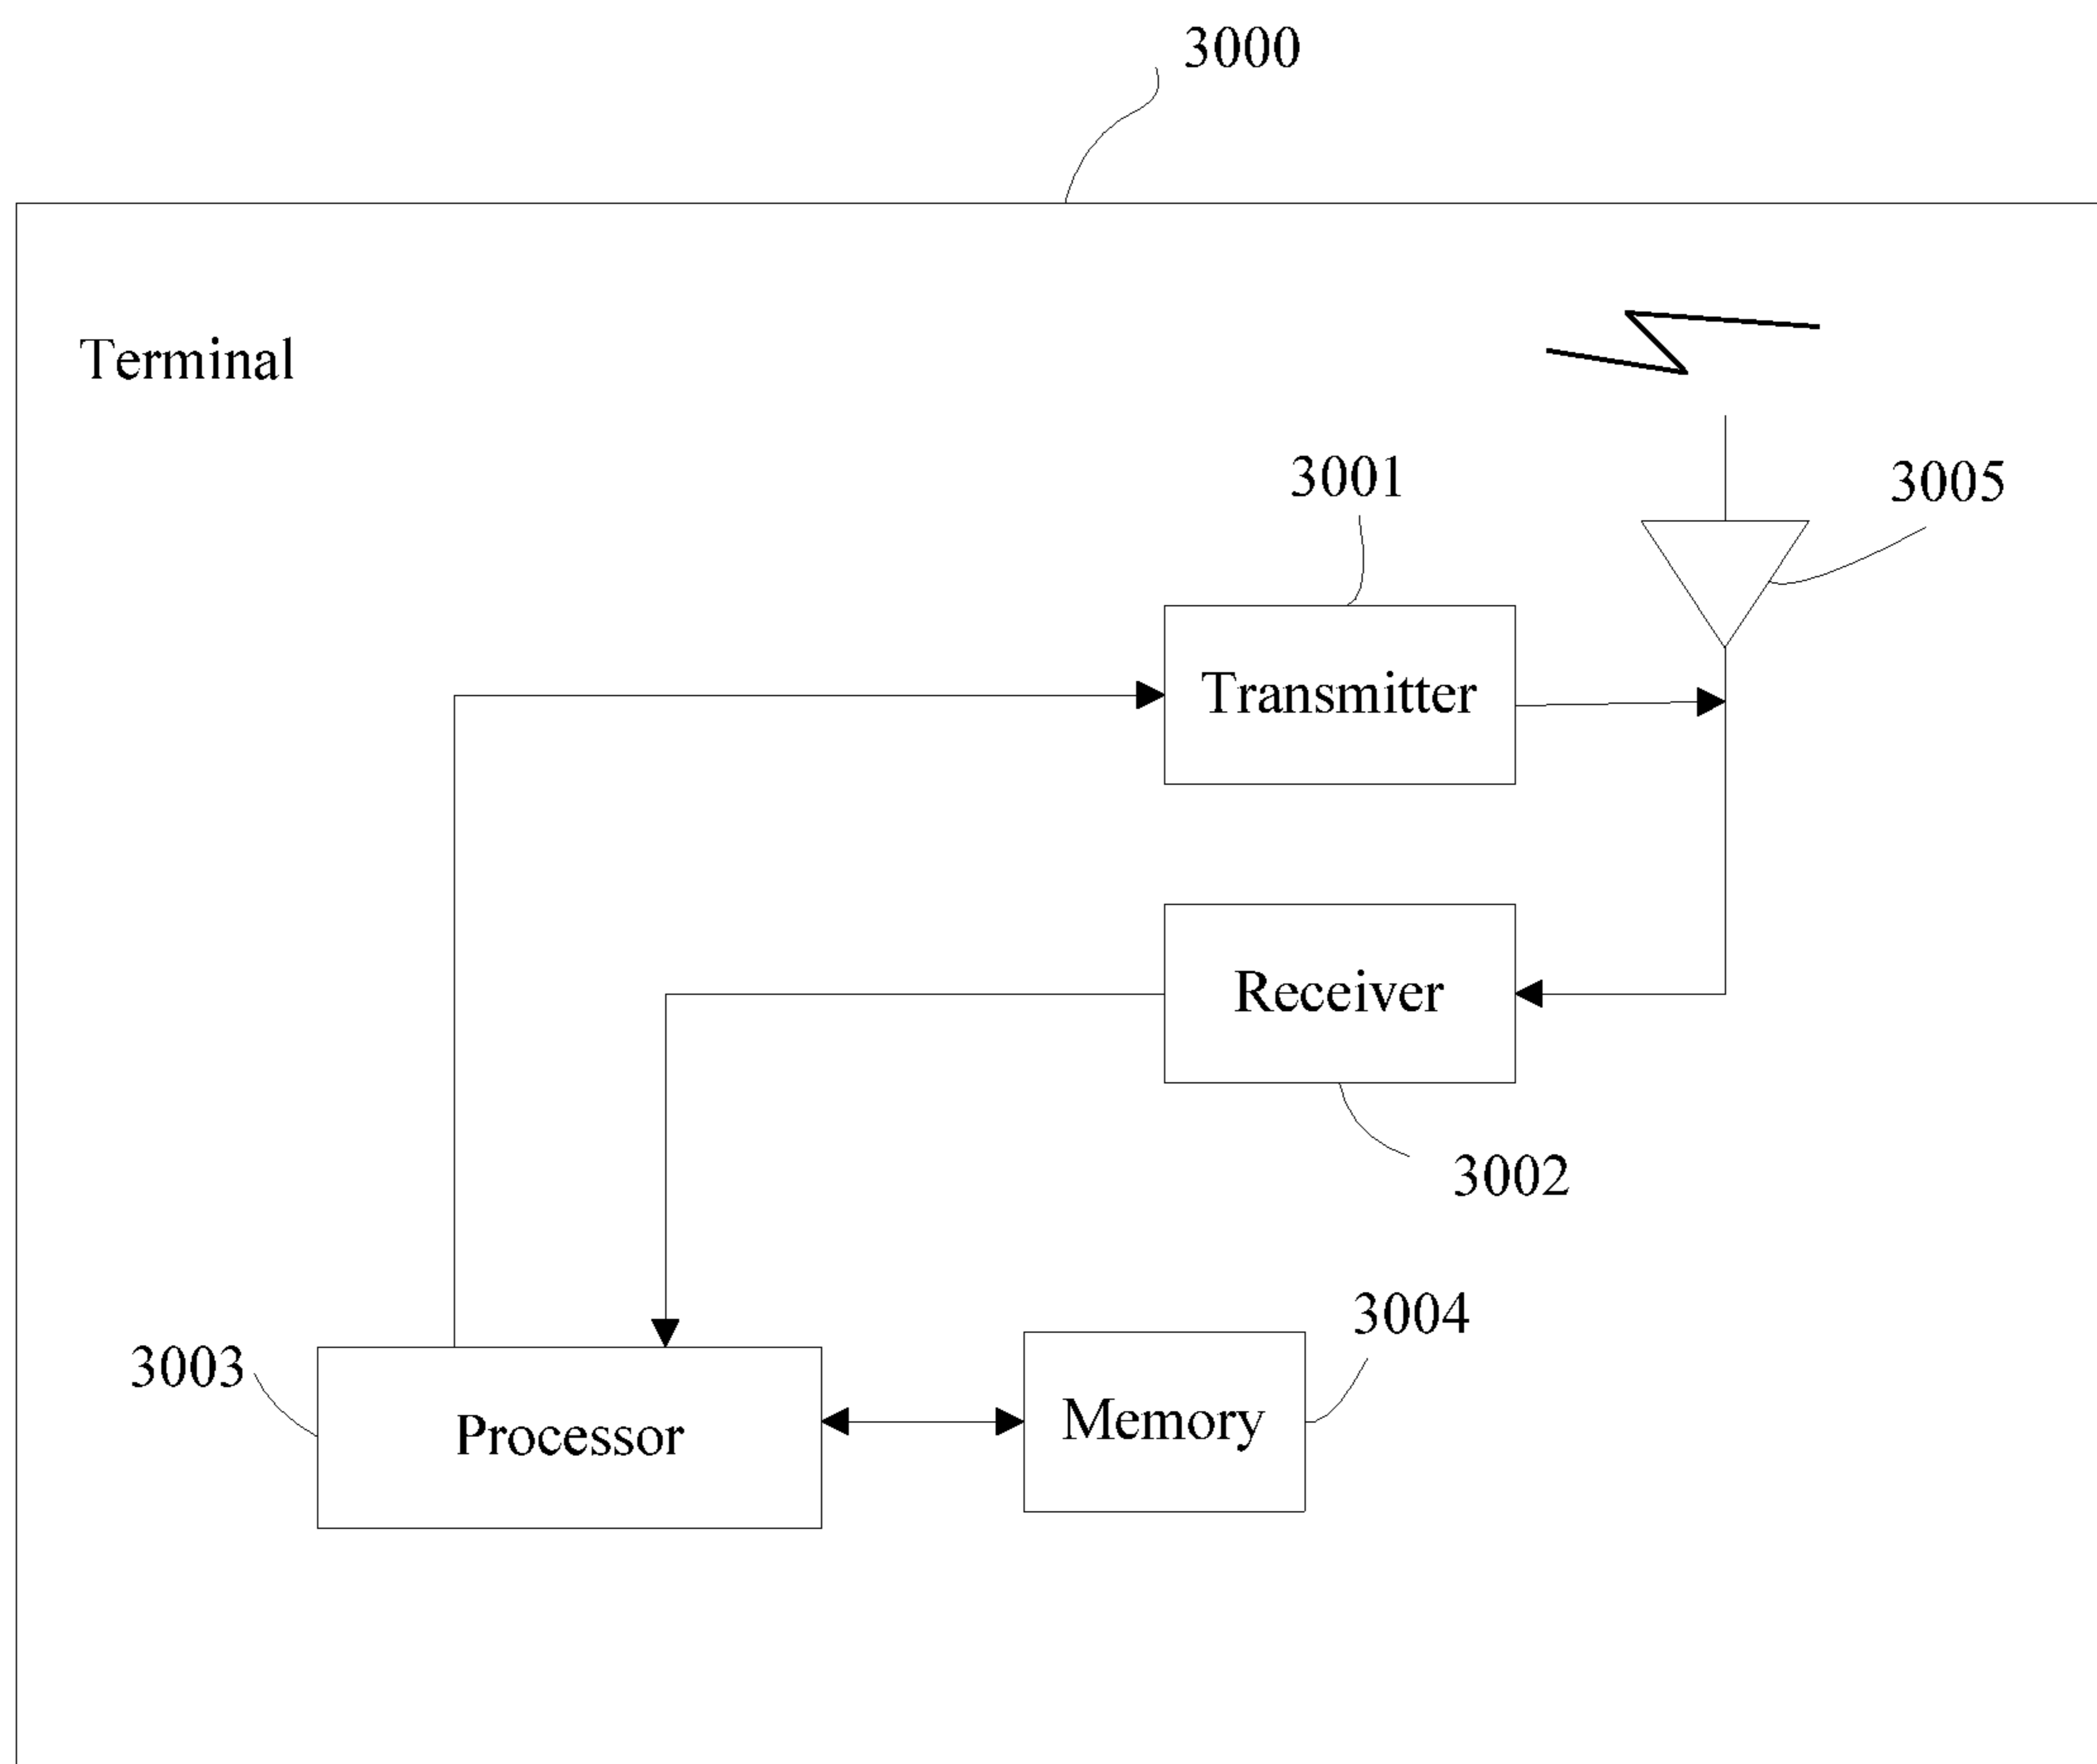 3000
Terminal
3001
3005
Transmitter
Receiver
3002
3004
3003
Memory
Processor